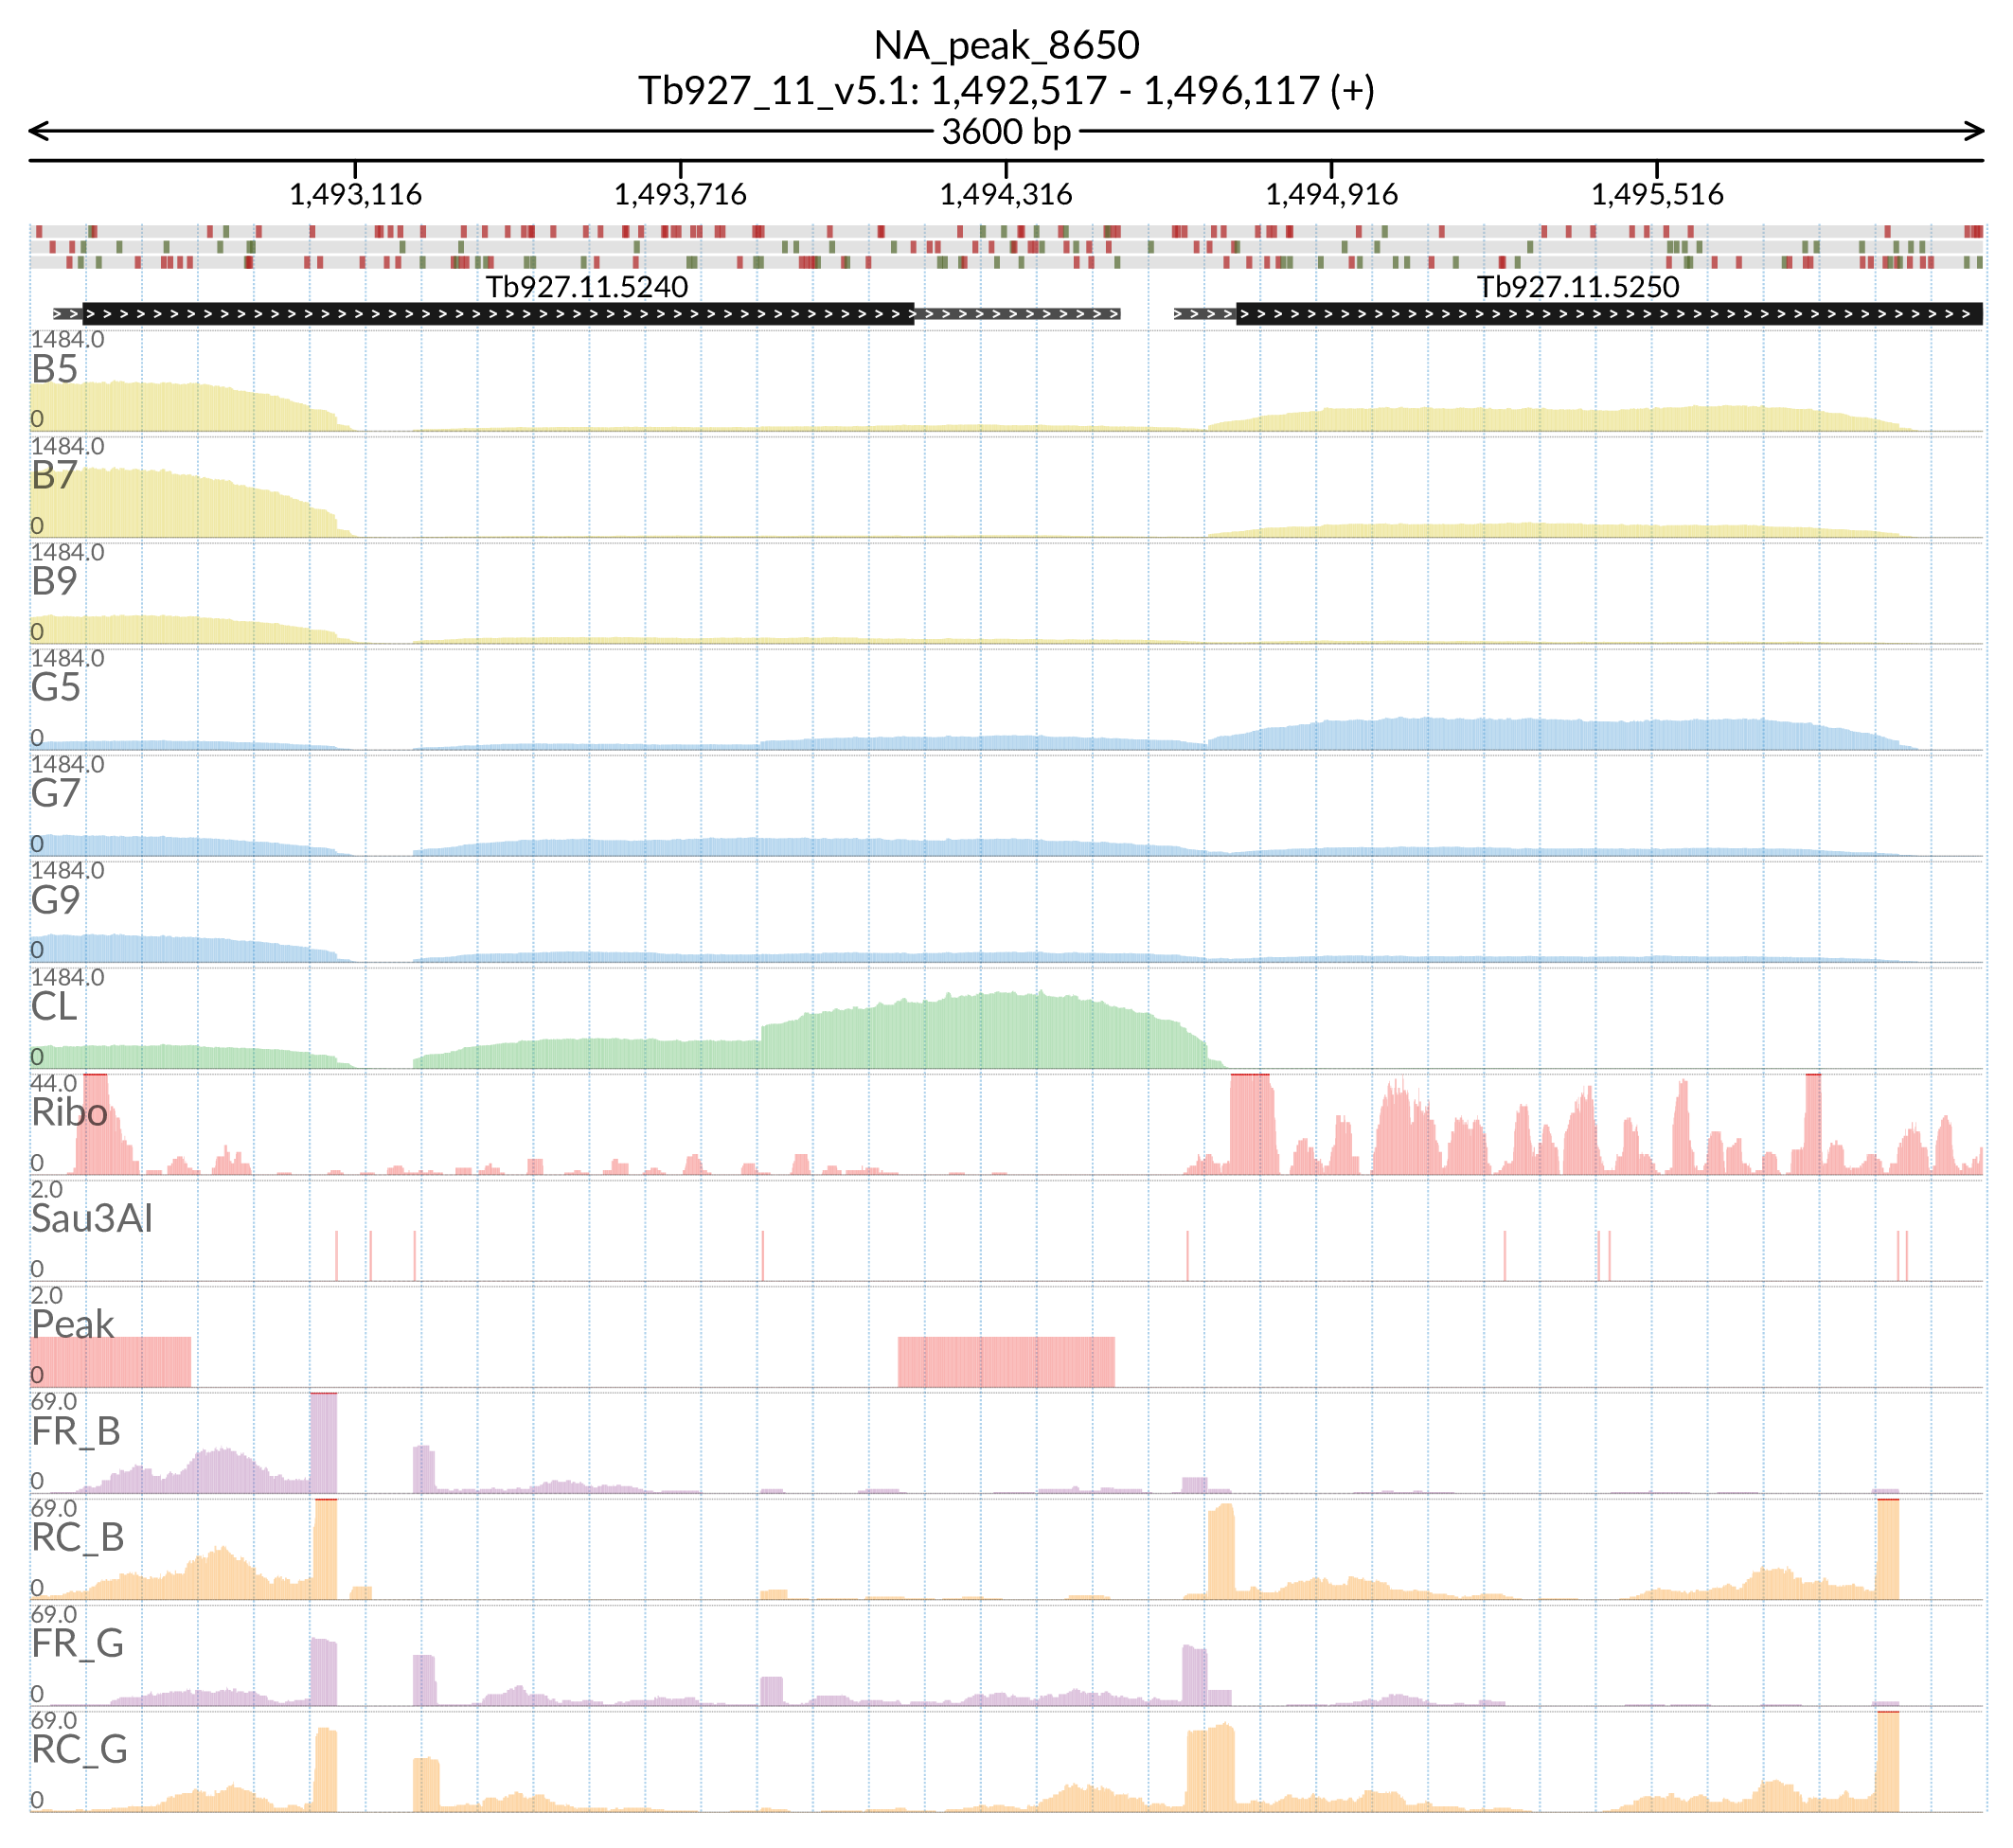 NA_peak_8650
Tb927_11_v5.1: 1,492,517 - 1,496,117 (+)
3600 bp
1,493,116 1,493,716 1,494,316 1,494,916 1,495,516
Tb927.11.5240 Tb927.11.5250
1484.0
B5
0
1484.0
B7
0
1484.0
B9
0
1484.0
G5
0
1484.0
G7
0
1484.0
G9
0
1484.0
CL
0
44.0
Ribo
0
2.0
Sau3AI
0
2.0
Peak
0
69.0
FR_B
0
69.0
RC_B
0
69.0
FR_G
0
69.0
RC_G
0